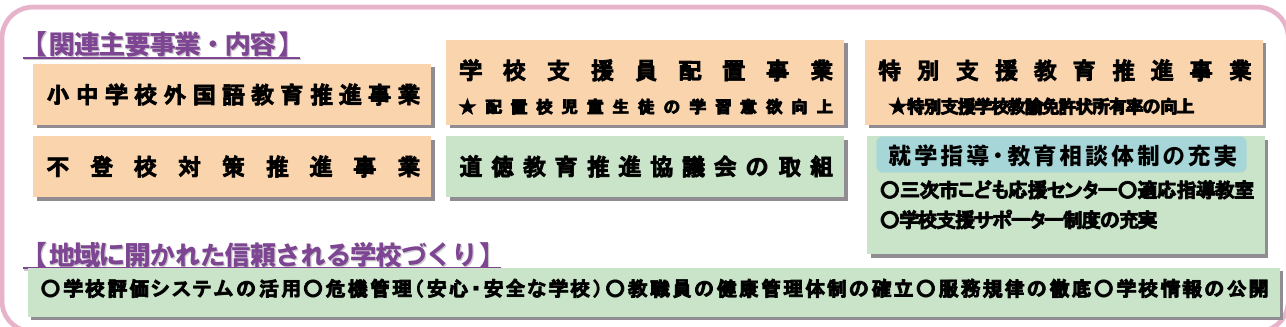 【関連主要事業・内容】
小中学校外国語教育推進事業
学校支援員配置事業
★配置校児童生徒の学習意欲向上
特別支援教育推進事業
★特別支援学校教諭免許状所有率の向上
不登校対策推進事業
道徳教育推進協議会の取組
就学指導・教育相談体制の充実
○三次市こども応援センター○適応指導教室
○学校支援サポーター制度の充実
【地域に開かれた信頼される学校づくり】
○学校評価システムの活用○危機管理(安心・安全な学校)○教職員の健康管理体制の確立○服務規律の徹底○学校情報の公開